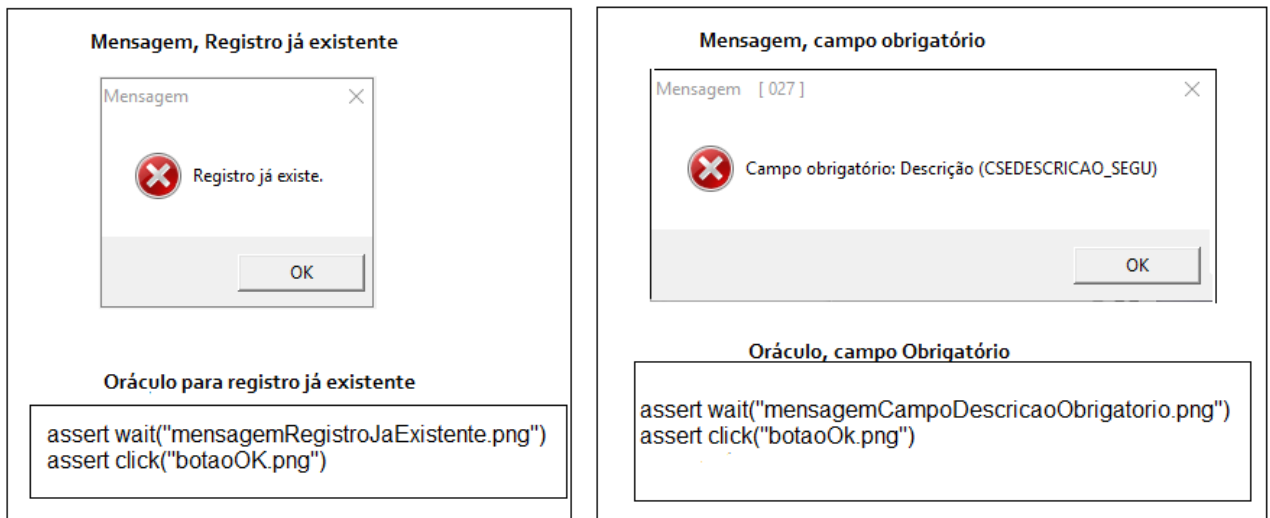 Mensagem, Registro já existente
Mensagem
Registro já existe.
OK
Oráculo para registro já existente
assert wait("mensagemRegistroJaExistente.png")
assert click("botaoOK.png")
Mensagem, campo obrigatório
Mensagem [ 027 ]
Campo obrigatório: Descrição (CSEDESCRICAO_SEGU)
OK
Oráculo, campo Obrigatório
assert wait("mensagemCampoDescricaoObrigatorio.png")
assert click("botaoOk.png")